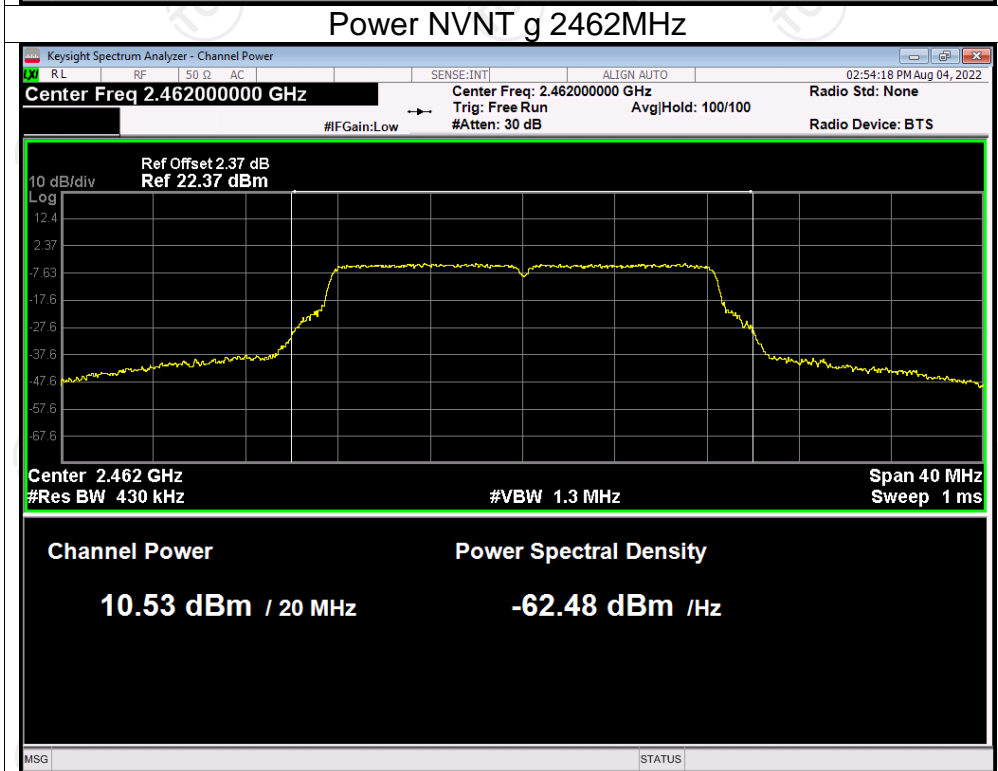 Power NVNT g 2462MHz
Keysight Spectrum Analyzer - Channel Power
LXI RL RF 50 Ω AC SENSE:INT ALIGN AUTO 02:54:18 PM Aug 04, 2022
Center Freq 2.462000000 GHz Center Freq: 2.462000000 GHz Radio Std: None
Trig: Free Run Avg|Hold: 100/100
#IFGain:Low #Atten: 30 dB Radio Device: BTS
Ref Offset 2.37 dB
10 dB/div Ref 22.37 dBm
Log
12.4
2.37
-7.63
-17.6
-27.6
-37.6
-47.6
-57.6
-67.6
Center 2.462 GHz Span 40 MHz
#Res BW 430 kHz #VBW 1.3 MHz Sweep 1 ms
Channel Power Power Spectral Density
10.53 dBm / 20 MHz -62.48 dBm /Hz
MSG STATUS